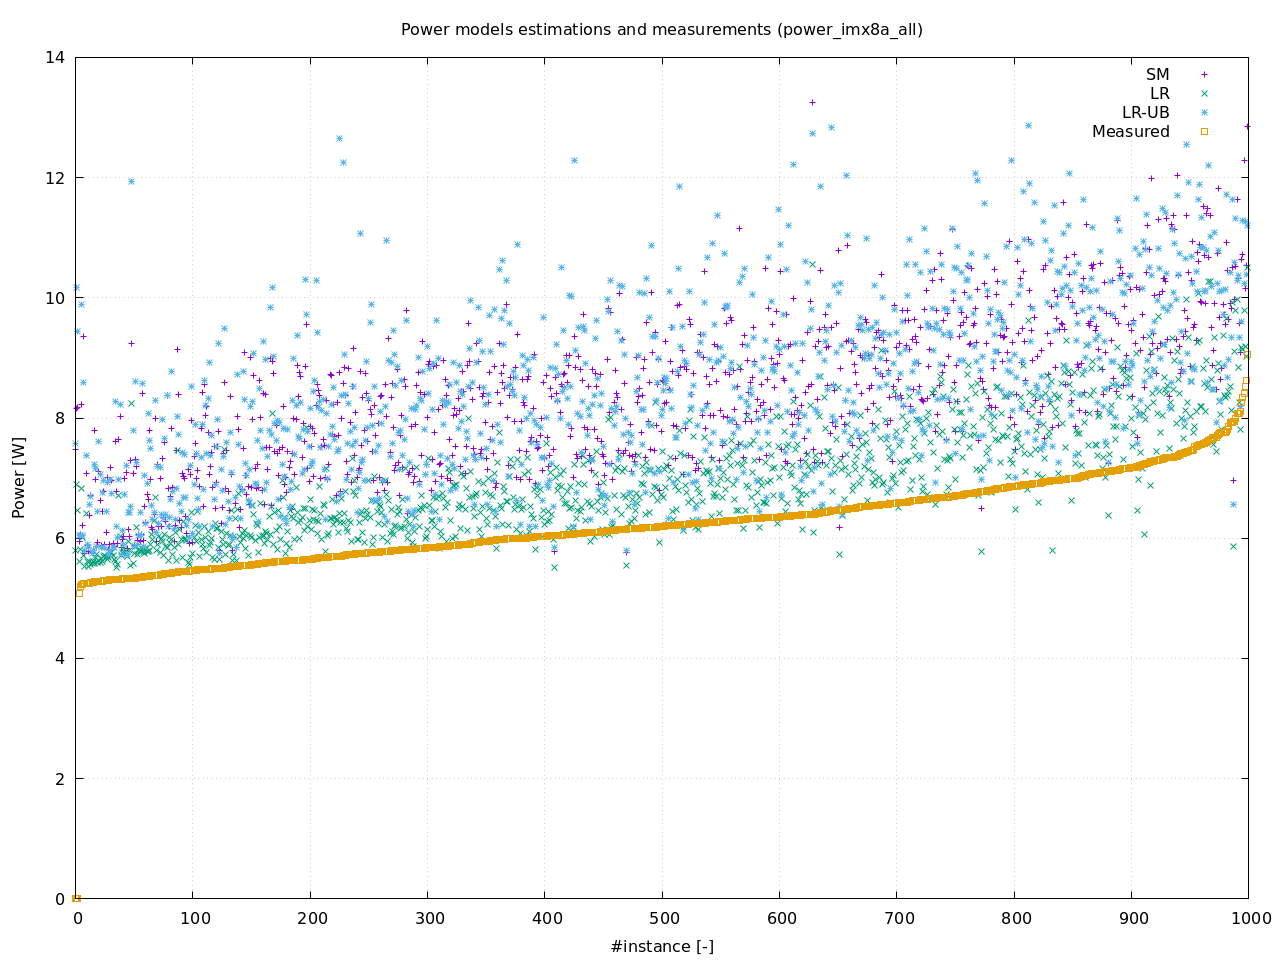 Power models estimations and measurements (power_imx8a_all)
SM
LR
LR-UB
Measured
Power [W]
14
12
10
8
6
4
2
0
0 100 200 300 400 500 600 700 800 900 1000
#instance [-]